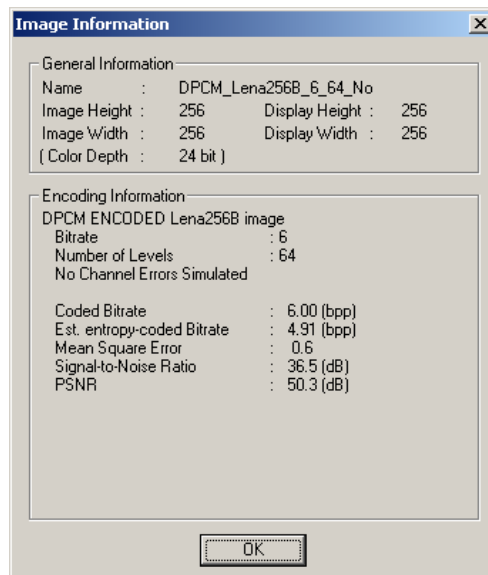 Image Information
General Information
Name : DPCM_Lena256B_6_64_No
Image Height : 256 Display Height : 256
Image Width : 256 Display Width : 256
( Color Depth : 24 bit )
Encoding Information
DPCM ENCODED Lena256B image
Bitrate : 6
Number of Levels : 64
No Channel Errors Simulated
Coded Bitrate : 6.00 (bpp)
Est. entropy-coded Bitrate : 4.91 (bpp)
Mean Square Error : 0.6
Signal-to-Noise Ratio : 36.5 (dB)
PSNR : 50.3 (dB)
OK